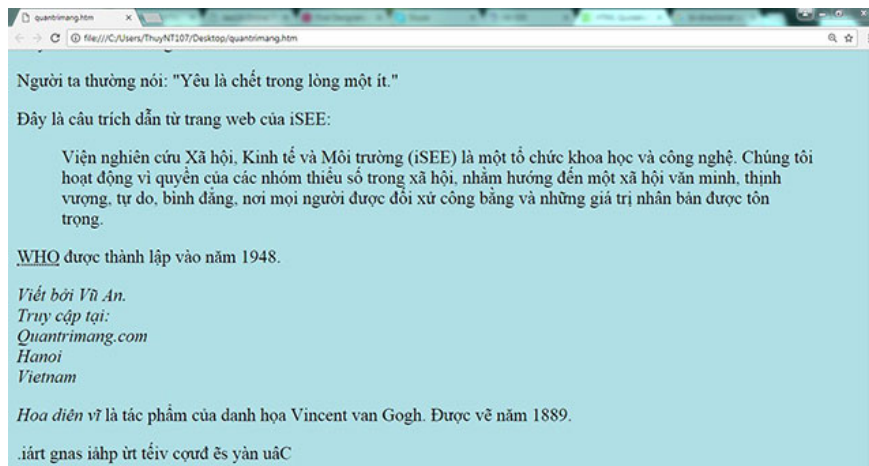 quantrimang.htm
file:///C:/Users/ThuyNT107/Desktop/quantrimang.htm
Người ta thường nói: "Yêu là chết trong lòng một ít."
Đây là câu trích dẫn từ trang web của iSEE:
Viện nghiên cứu Xã hội, Kinh tế và Môi trường (iSEE) là một tổ chức khoa học và công nghệ. Chúng tôi
hoạt động vì quyền của các nhóm thiểu số trong xã hội, nhằm hướng đến một xã hội văn minh, thịnh
vượng, tự do, bình đẳng, nơi mọi người được đối xử công bằng và những giá trị nhân bản được tôn
trọng.
WHO được thành lập vào năm 1948.
Viết bởi Vũ An.
Truy cập tại:
Quantrimang.com
Hanoi
Vietnam
Hoa diên vĩ là tác phẩm của danh họa Vincent van Gogh. Được vẽ năm 1889.
.iárt gnas iảhp ừt tếiv cợưđ ẽs yàn uâC